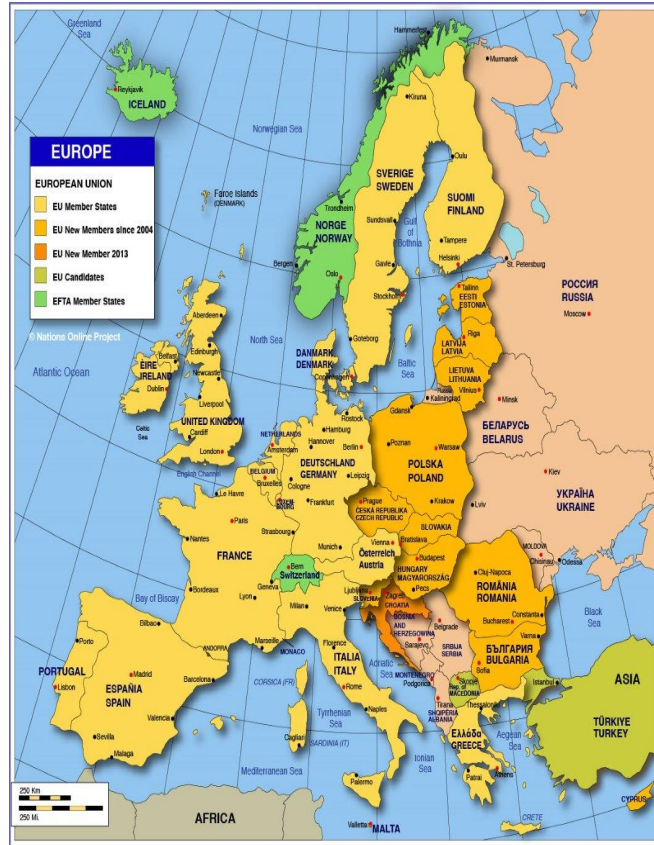 Greenland
Sea
Hammerfest
Murmansk
Reykjavik
ICELAND
Kiruna
Norwegian Sea
EUROPE
EUROPEAN UNION
EU Member States
EU New Members since 2004
EU New Member 2013
EU Candidates
EFTA Member States
© Nations Online Project
Faroe Islands
(DENMARK)
Oulu
SVERIGE
SWEDEN
SUOMI
FINLAND
Trondheim
Sundsvall
Gulf
of
Bothnia
NORGE
NORWAY
Tampere
Bergen
Gavle
Helsinki
St. Petersburg
Oslo
Tallinn
Stockholm
EESTI
ESTONIA
РОССИЯ
RUSSIA
Moscow
Aberdeen
North Sea
Goteborg
Riga
LATVIJA
LATVIA
Edinburgh
DANMARK
DENMARK
Baltic
Sea
LIETUVA
LITHUANIA
Belfast
ÉIRE
IRELAND
Newcastle
Copenhagen
Russia
Kaliningrad
Vilnius
Minsk
Atlantic Ocean
Dublin
Liverpool
Rostock
Gdansk
БЕЛАРУСЬ
BELARUS
Celtic
Sea
UNITED KINGDOM
Cardiff
NETHERLANDS
Amsterdam
Hamburg
Hannover
Berlin
Poznan
Warsaw
London
DEUTSCHLAND
GERMANY
POLSKA
POLAND
Kiev
English Channel
BELGIUM
Bruxelles
Cologne
Leipzig
Le Havre
LUXEM-
BOURG
Frankfurt
Prague
ČESKÁ REPUBLIKA
CZECH REPUBLIC
Krakow
Lviv
УКРАЇНА
UKRAINE
Paris
Strasbourg
SLOVAKIA
Nantes
Munich
Vienna
Bratislava
FRANCE
Österreich
Austria
Budapest
MOLDOVA
Chisinau
Odessa
Bern
Switzerland
HUNGARY
MAGYARORSZÁG
Cluj-Napoca
Geneva
Ljubljana
SLOVENIA
Zagreb
CROATIA
Pecs
ROMÂNIA
ROMANIA
Bay of Biscay
Bordeaux
Lyon
Milan
Venice
BOSNIA
AND
HERZEGOWINA
Belgrade
Bucharest
Constanta
Black
Sea
Bilbao
Florence
Sarajevo
SRBIJA
SERBIA
Varna
Porto
ANDORRA
Marseille
MONACO
ITALIA
ITALY
Adriatic
Sea
БЪЛГАРИЯ
BULGARIA
PORTUGAL
Madrid
CORSICA (FR)
MONTENEGRO
Podgorica
Sofia
Skopje
Rep. of
MACEDONIA
ASIA
Lisbon
ESPAÑIA
SPAIN
Barcelona
Rome
Tirana
SHQIPËRIA
ALBANIA
Istanbul
Thessaloniki
Valencia
Tyrrhenian
Sea
Naples
TÜRKIYE
TURKEY
Sevilla
SARDINIA (IT)
Ελλάδα
GREECE
Aegean
Sea
Malaga
Cagliari
Ionian
Sea
Mediterranean Sea
Palermo
Patrai
Athens
250 Km
250 Mi.
AFRICA
Valletta
MALTA
CRETE
CYPRUS